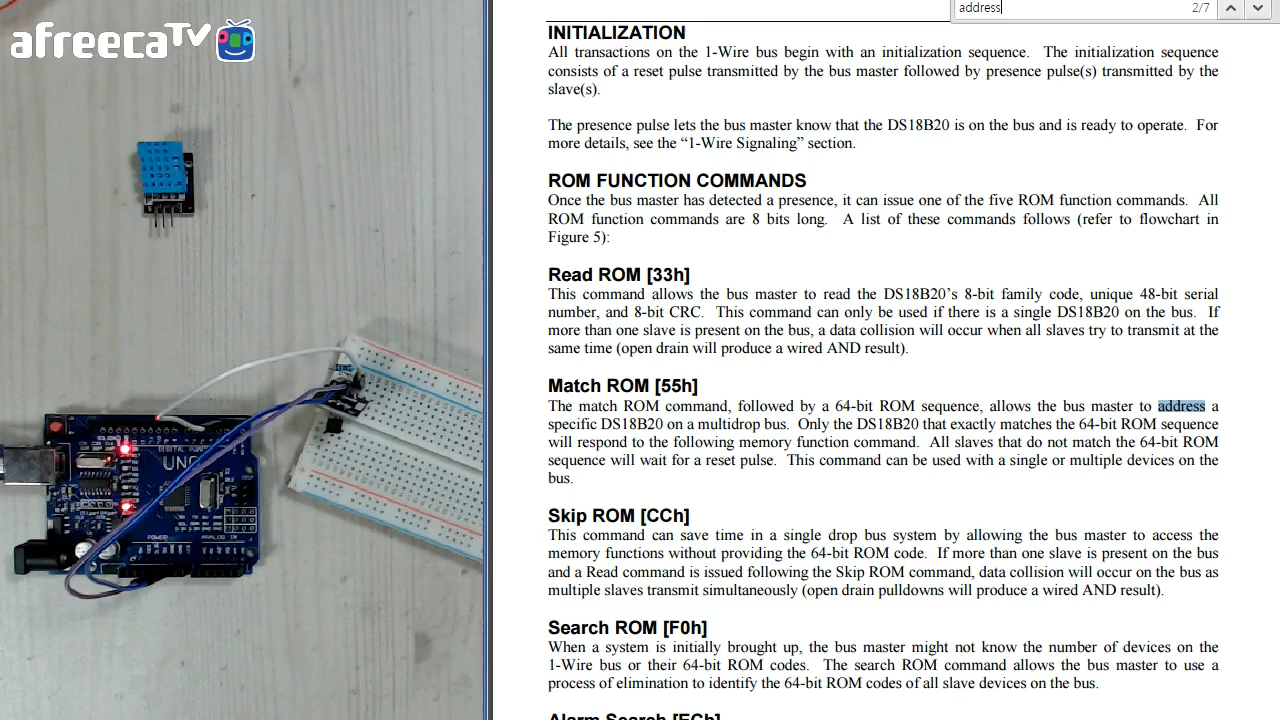 afreecaTV
address
2/7
INITIALIZATION
All transactions on the 1-Wire bus begin with an initialization sequence. The initialization sequence
consists of a reset pulse transmitted by the bus master followed by presence pulse(s) transmitted by the
slave(s).
The presence pulse lets the bus master know that the DS18B20 is on the bus and is ready to operate. For
more details, see the “1-Wire Signaling” section.
ROM FUNCTION COMMANDS
Once the bus master has detected a presence, it can issue one of the five ROM function commands. All
ROM function commands are 8 bits long. A list of these commands follows (refer to flowchart in
Figure 5):
Read ROM [33h]
This command allows the bus master to read the DS18B20’s 8-bit family code, unique 48-bit serial
number, and 8-bit CRC. This command can only be used if there is a single DS18B20 on the bus. If
more than one slave is present on the bus, a data collision will occur when all slaves try to transmit at the
same time (open drain will produce a wired AND result).
Match ROM [55h]
The match ROM command, followed by a 64-bit ROM sequence, allows the bus master to address a
specific DS18B20 on a multidrop bus. Only the DS18B20 that exactly matches the 64-bit ROM sequence
will respond to the following memory function command. All slaves that do not match the 64-bit ROM
sequence will wait for a reset pulse. This command can be used with a single or multiple devices on the
bus.
Skip ROM [CCh]
This command can save time in a single drop bus system by allowing the bus master to access the
memory functions without providing the 64-bit ROM code. If more than one slave is present on the bus
and a Read command is issued following the Skip ROM command, data collision will occur on the bus as
multiple slaves transmit simultaneously (open drain pulldowns will produce a wired AND result).
Search ROM [F0h]
When a system is initially brought up, the bus master might not know the number of devices on the
1-Wire bus or their 64-bit ROM codes. The search ROM command allows the bus master to use a
process of elimination to identify the 64-bit ROM codes of all slave devices on the bus.
Alarm Search [ECh]
UNO
POWER
ANALOG IN